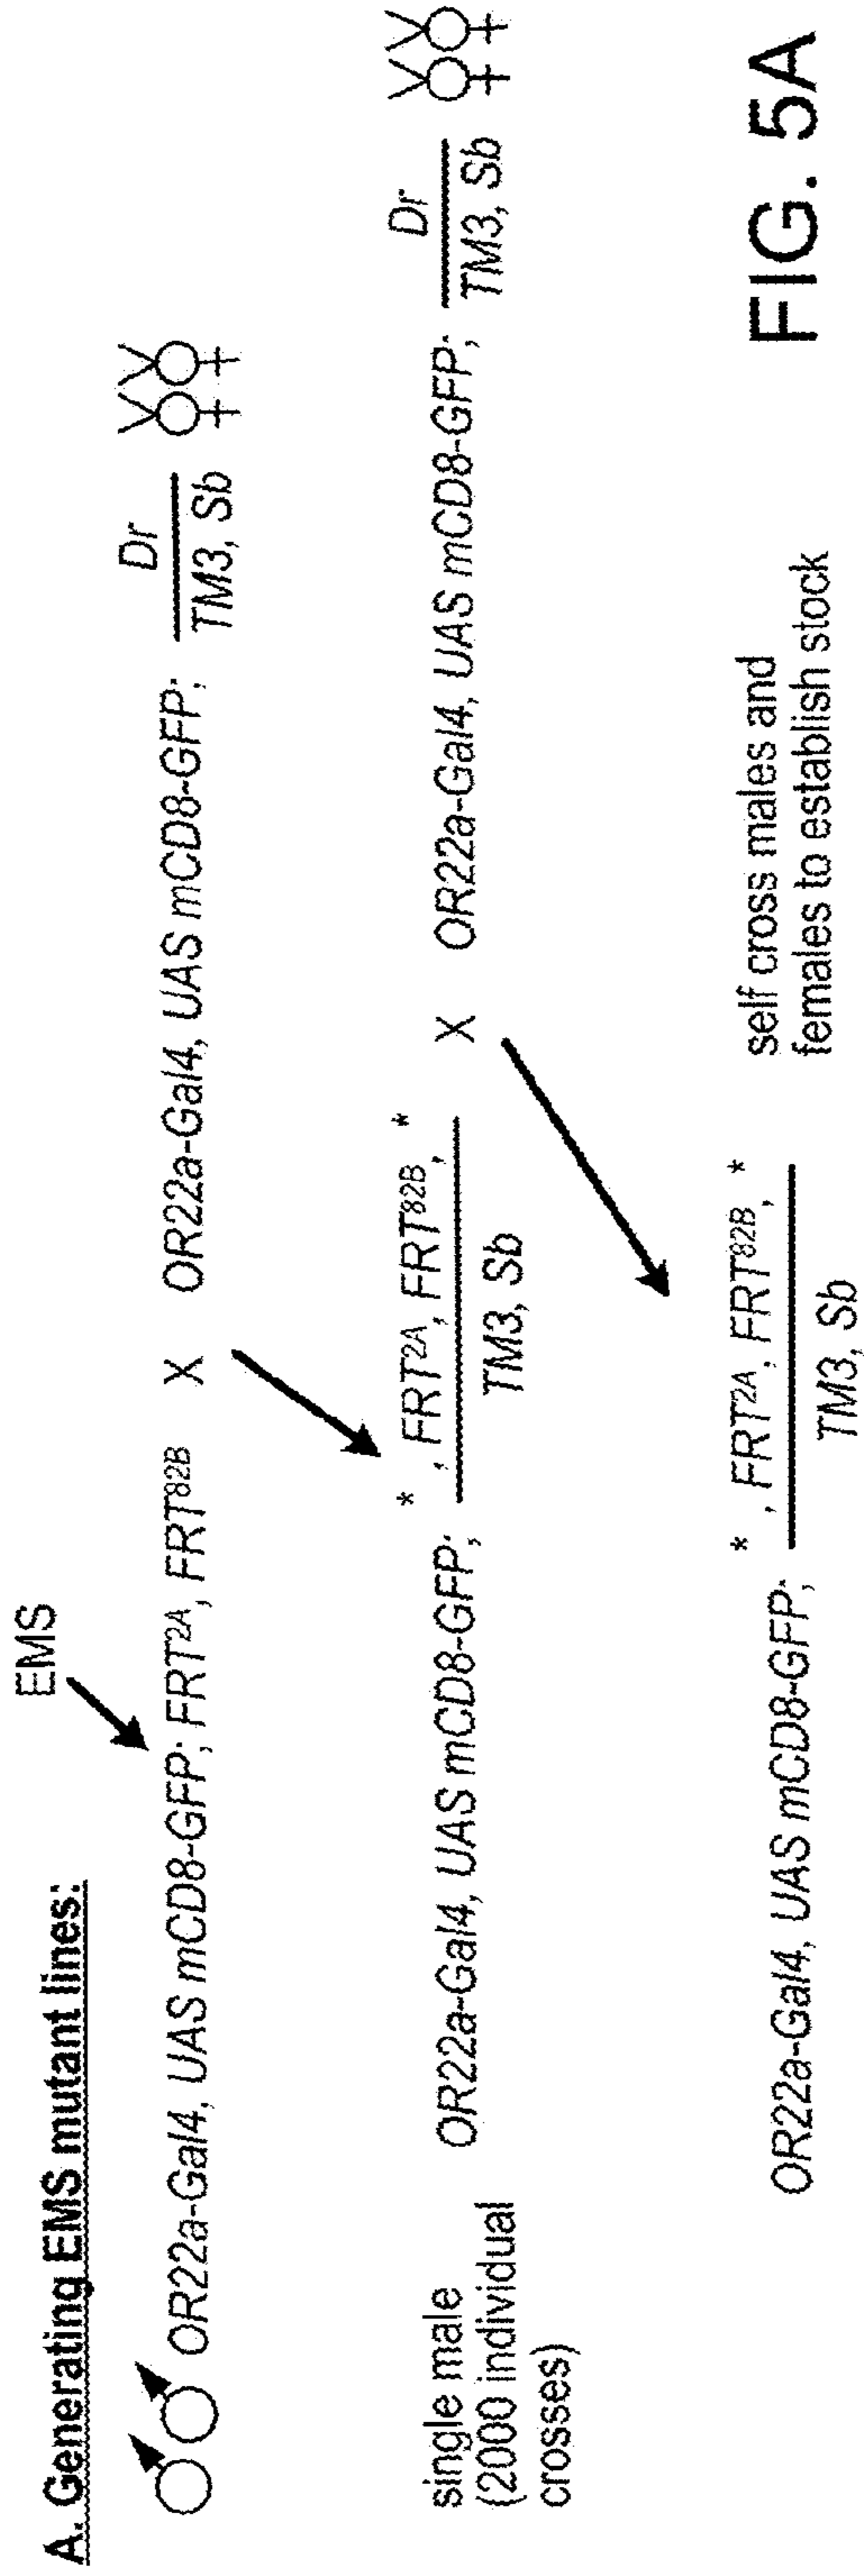 A. Generating EMS mutant lines:
EMS
OR22a-Gal4, UAS mCD8-GFP; FRT2A, FRT82B X OR22a-Gal4, UAS mCD8-GFP; Dr
TM3, Sb
single male
(2000 individual
crosses)
OR22a-Gal4, UAS mCD8-GFP; * , FRT2A, FRT82B, * X OR22a-Gal4, UAS mCD8-GFP; Dr
TM3, Sb TM3, Sb
OR22a-Gal4, UAS mCD8-GFP; * , FRT2A, FRT82B, *
TM3, Sb
self cross males and
females to establish stock
FIG. 5A